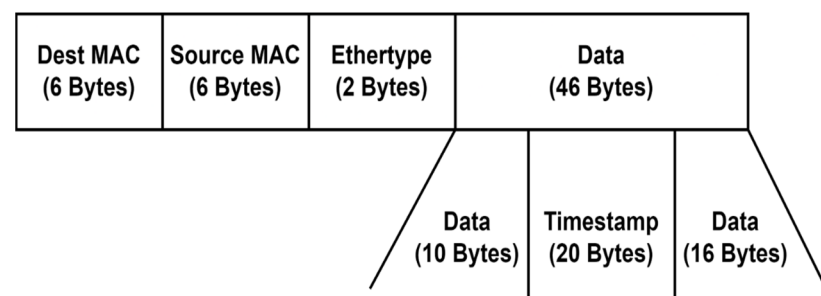 Dest MAC
(6 Bytes)
Source MAC
(6 Bytes)
Ethertype
(2 Bytes)
Data
(46 Bytes)
Data
(10 Bytes)
Timestamp
(20 Bytes)
Data
(16 Bytes)